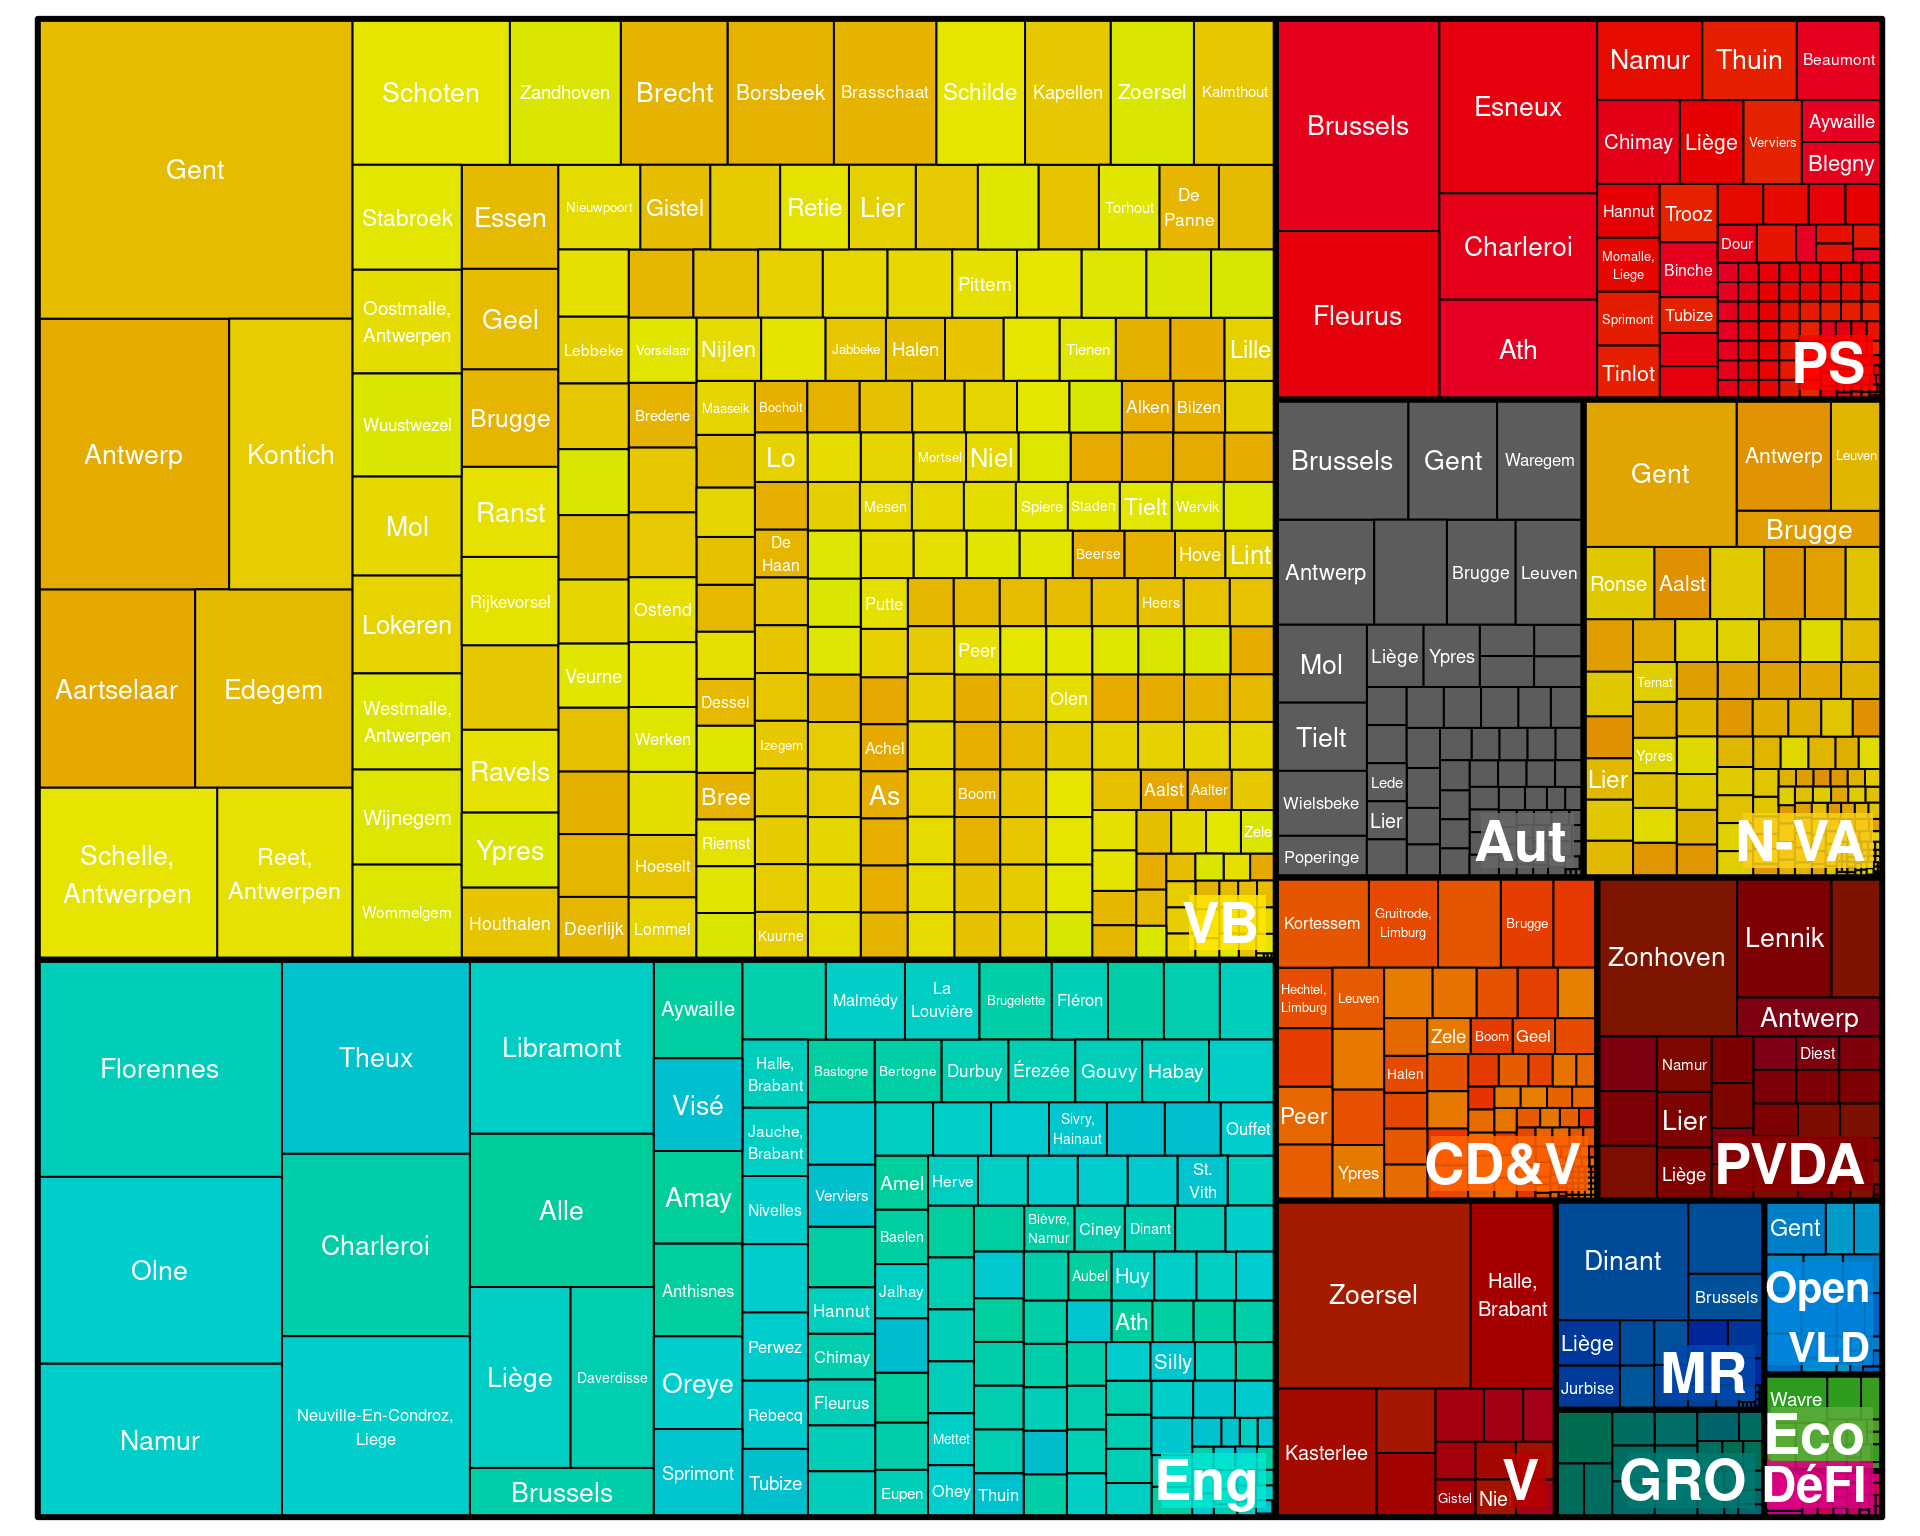 Gent
Schoten
Zandhoven
Brecht
Borsbeek
Brasschaat
Schilde
Kapellen
Zoersel
Kalmthout
Stabroek
Essen
Nieuwpoort
Gistel
Retie
Lier
Torhout
De
Panne
Oostmalle,
Antwerpen
Geel
Pittem
Antwerp
Kontich
Lebbeke
Vorselaar
Nijlen
Jabbeke
Halen
Tienen
Lille
Wuustwezel
Brugge
Bredene
Maaseik
Bocholt
Alken
Bilzen
Lo
Mortsel
Niel
Mol
Ranst
Mesen
Spiere
Staden
Tielt
Wervik
De
Haan
Beerse
Hove
Lint
Lokeren
Rijkevorsel
Ostend
Putte
Heers
Aartselaar
Edegem
Westmalle,
Antwerpen
Veurne
Peer
Dessel
Olen
Werken
Izegem
Achel
Wijnegem
Ravels
Bree
As
Boom
Aalst
Aalter
Schelle,
Antwerpen
Reet,
Antwerpen
Ypres
Riemst
Zele
Hoeselt
Wommelgem
Houthalen
Deerlijk
Lommel
Kuurne
VB
Brussels
Esneux
Namur
Thuin
Beaumont
Chimay
Liège
Verviers
Aywaille
Blegny
Fleurus
Charleroi
Ath
Hannut
Trooz
Momalle,
Liege
Binche
Dour
Sprimont
Tubize
Tinlot
PS
Brussels
Gent
Waregem
Antwerp
Brugge
Leuven
Mol
Liège
Ypres
Tielt
Wielsbeke
Lede
Lier
Poperinge
Aut
Gent
Antwerp
Leuven
Brugge
Ronse
Aalst
Ternat
Ypres
Lier
N-VA
Kortessem
Gruitrode,
Limburg
Brugge
Hechtel,
Limburg
Leuven
Zele
Boom
Geel
Halen
Peer
Ypres
CD&V
Zonhoven
Lennik
Antwerp
Namur
Diest
Lier
Liège
PVDA
Florennes
Theux
Libramont
Aywaille
Malmédy
La
Louvière
Brugelette
Fléron
Visé
Halle,
Brabant
Bastogne
Bertogne
Durbuy
Érezée
Gouvy
Habay
Jauche,
Brabant
Sivry,
Hainaut
Ouffet
Olne
Charleroi
Alle
Amay
Nivelles
Verviers
Amel
Herve
St.
Vith
Baelen
Bièvre,
Namur
Ciney
Dinant
Anthisnes
Hannut
Jalhay
Aubel
Huy
Ath
Namur
Neuville-En-Condroz,
Liege
Liège
Daverdisse
Oreye
Perwez
Chimay
Silly
Rebecq
Fleurus
Mettet
Brussels
Sprimont
Tubize
Eupen
Ohey
Thuin
Eng
Zoersel
Halle,
Brabant
Kasterlee
Gistel
Niel
V
Dinant
Brussels
Liège
Jurbise
MR
Gent
Open
VLD
GRO
Wavre
Eco
DéFI